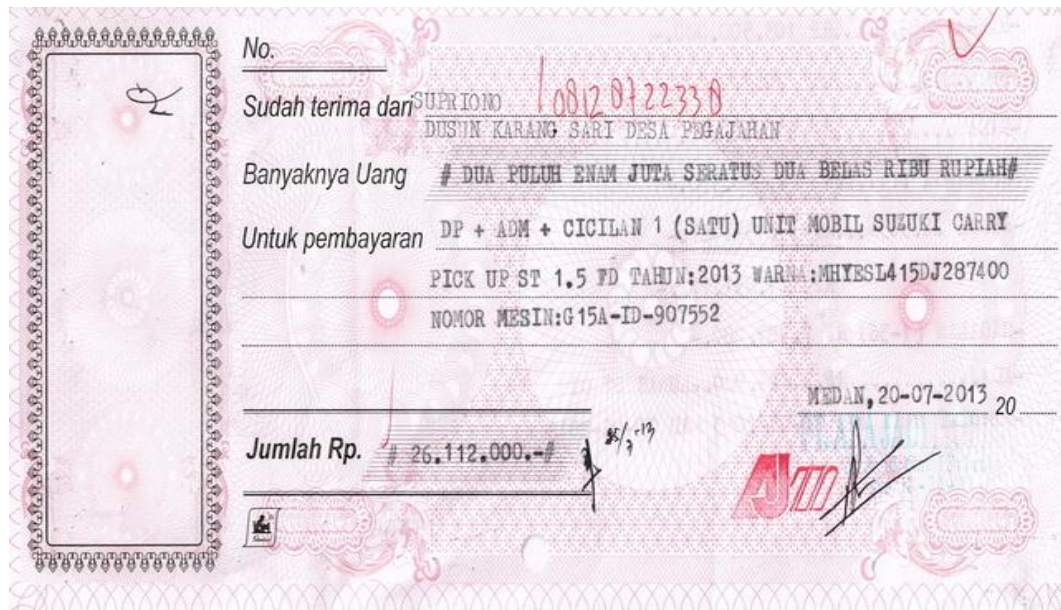 No.
Sudah terima dari SUPRIONO 08128722338
DUSUN KARANG SARI DESA PEGAJAHAN
Banyaknya Uang # DUA PULUH ENAM JUTA SERATUS DUA BELAS RIBU RUPIAH#
Untuk pembayaran DP + ADM + CICILAN 1 (SATU) UNIT MOBIL SUZUKI CARRY
PICK UP ST 1.5 FD TAHUN:2013 WARNA:MHYESL415DJ287400
NOMOR MESIN:G15A-ID-907552
MEDAN,20-07-2013 20
Jumlah Rp. # 26.112.000.-#